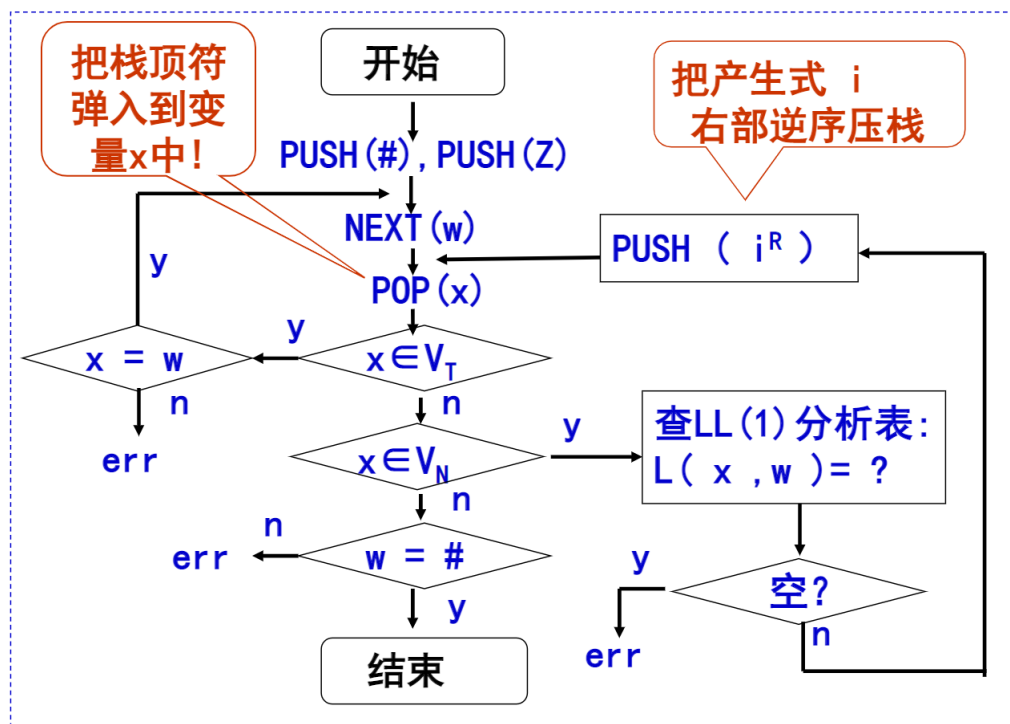 把栈顶符
弹入到变
量x中!
开始
把产生式 i
右部逆序压栈
PUSH(#),PUSH(Z)
NEXT(w)
PUSH ( iᴿ )
y
POP(x)
y
x = w
x∈V_T
n
n
err
查LL(1)分析表:
L( x ,w )= ?
y
x∈V_N
n
n
err
w = #
y
空?
y
n
err
结束